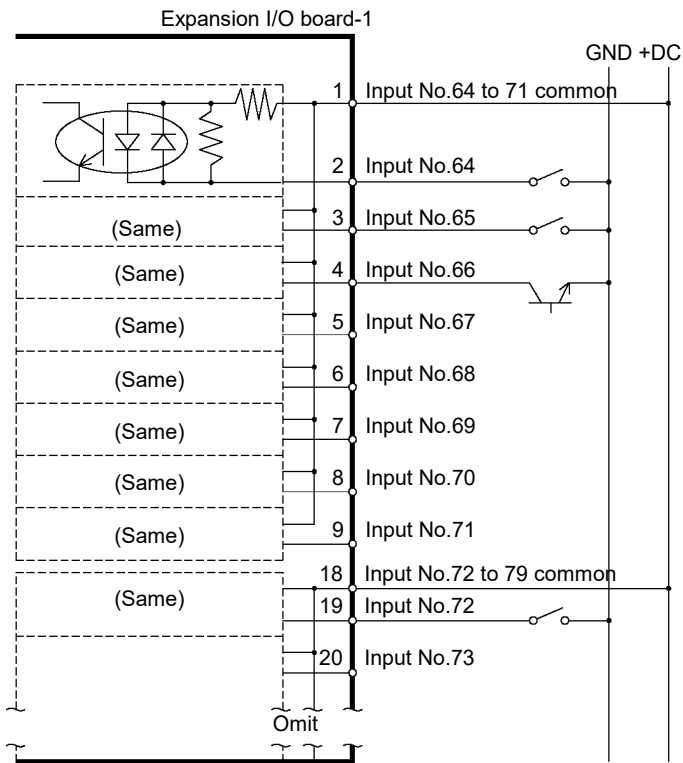 Expansion I/O board-1
GND +DC
1 Input No.64 to 71 common
2 Input No.64
(Same) 3 Input No.65
(Same) 4 Input No.66
(Same) 5 Input No.67
(Same) 6 Input No.68
(Same) 7 Input No.69
(Same) 8 Input No.70
(Same) 9 Input No.71
18 Input No.72 to 79 common
(Same) 19 Input No.72
20 Input No.73
Omit